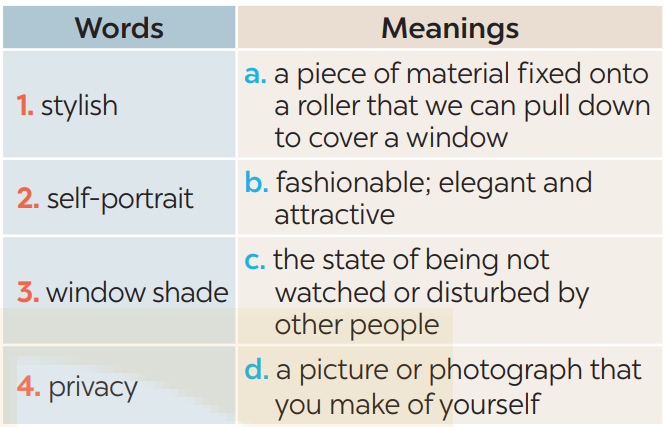 Words Meanings
1. stylish
a. a piece of material fixed onto
a roller that we can pull down
to cover a window
2. self-portrait
b. fashionable; elegant and
attractive
3. window shade
c. the state of being not
watched or disturbed by
other people
4. privacy
d. a picture or photograph that
you make of yourself